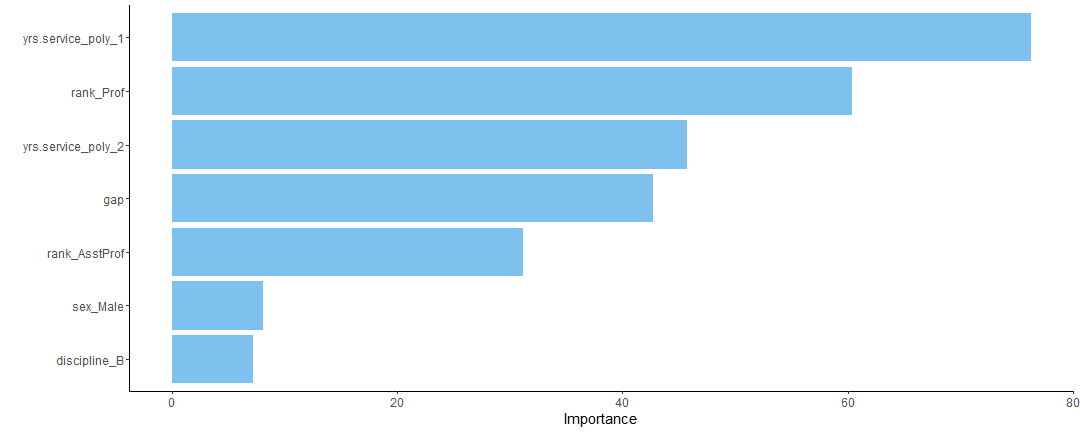 yrs.service_poly_1
rank_Prof
yrs.service_poly_2
gap
rank_AsstProf
sex_Male
discipline_B
0 20 40 60 80
Importance